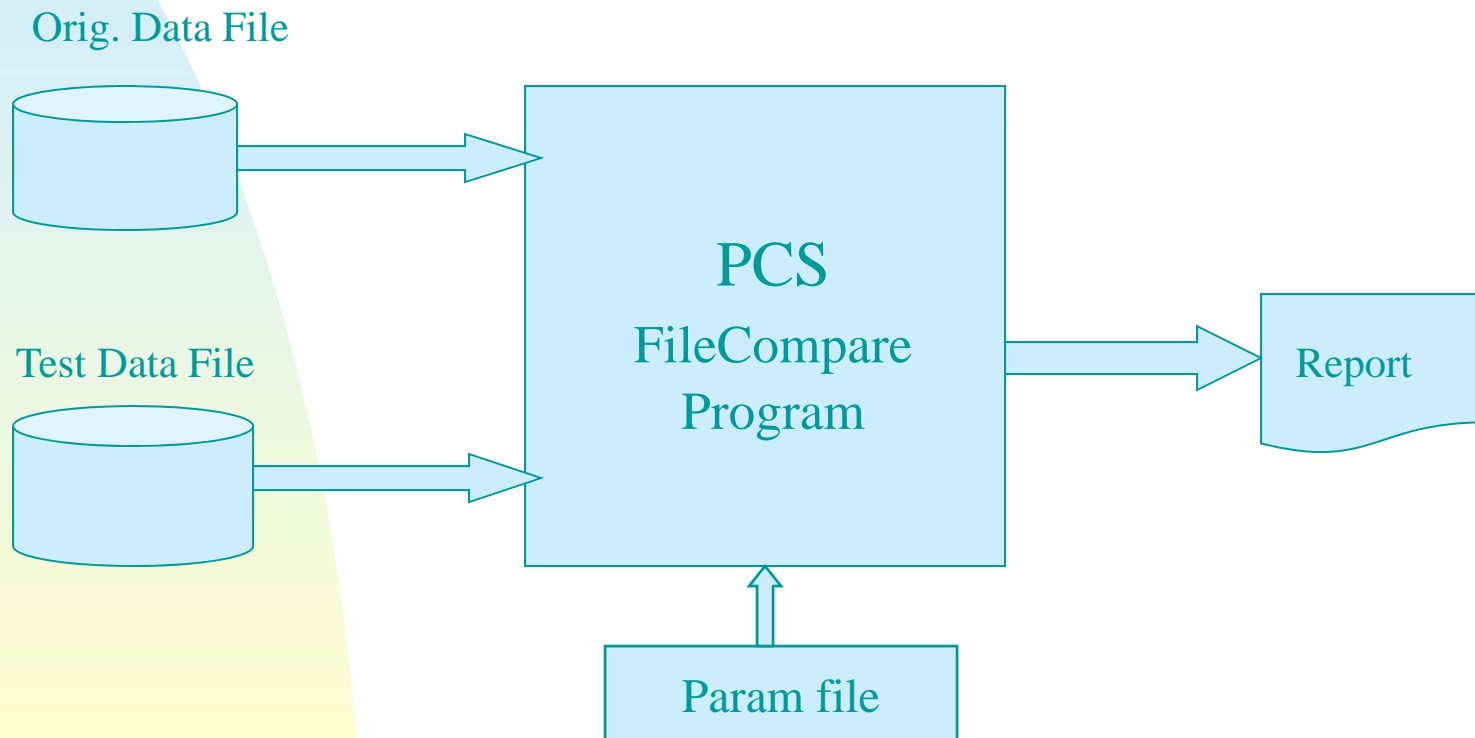 Orig. Data File
Test Data File
PCS
FileCompare
Program
Report
Param file